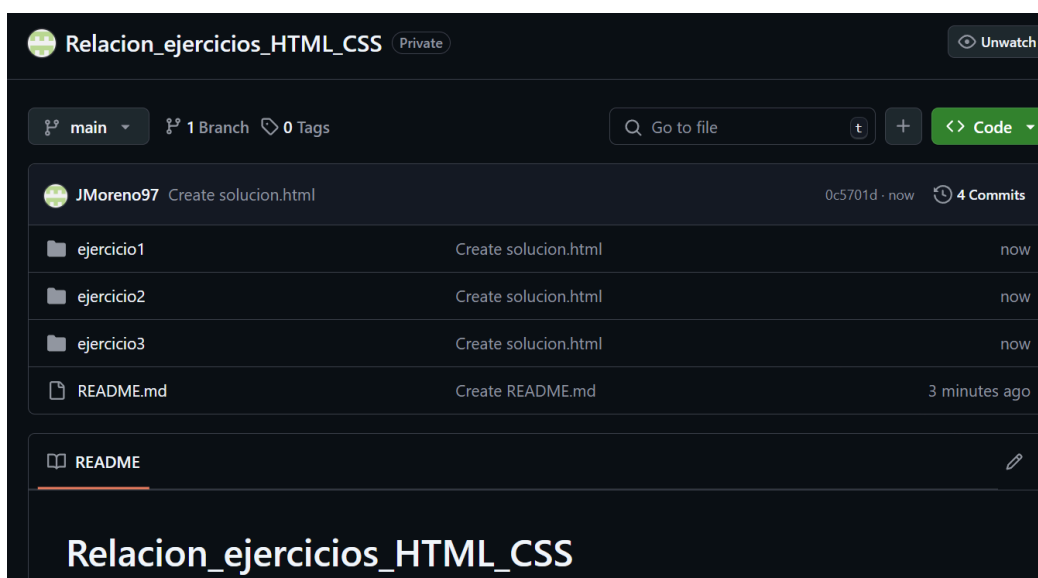 Relacion_ejercicios_HTML_CSS Private Unwatch
main 1 Branch 0 Tags Go to file t + <> Code
JMoreno97 Create solucion.html 0c5701d · now 4 Commits
ejercicio1 Create solucion.html now
ejercicio2 Create solucion.html now
ejercicio3 Create solucion.html now
README.md Create README.md 3 minutes ago
README
Relacion_ejercicios_HTML_CSS